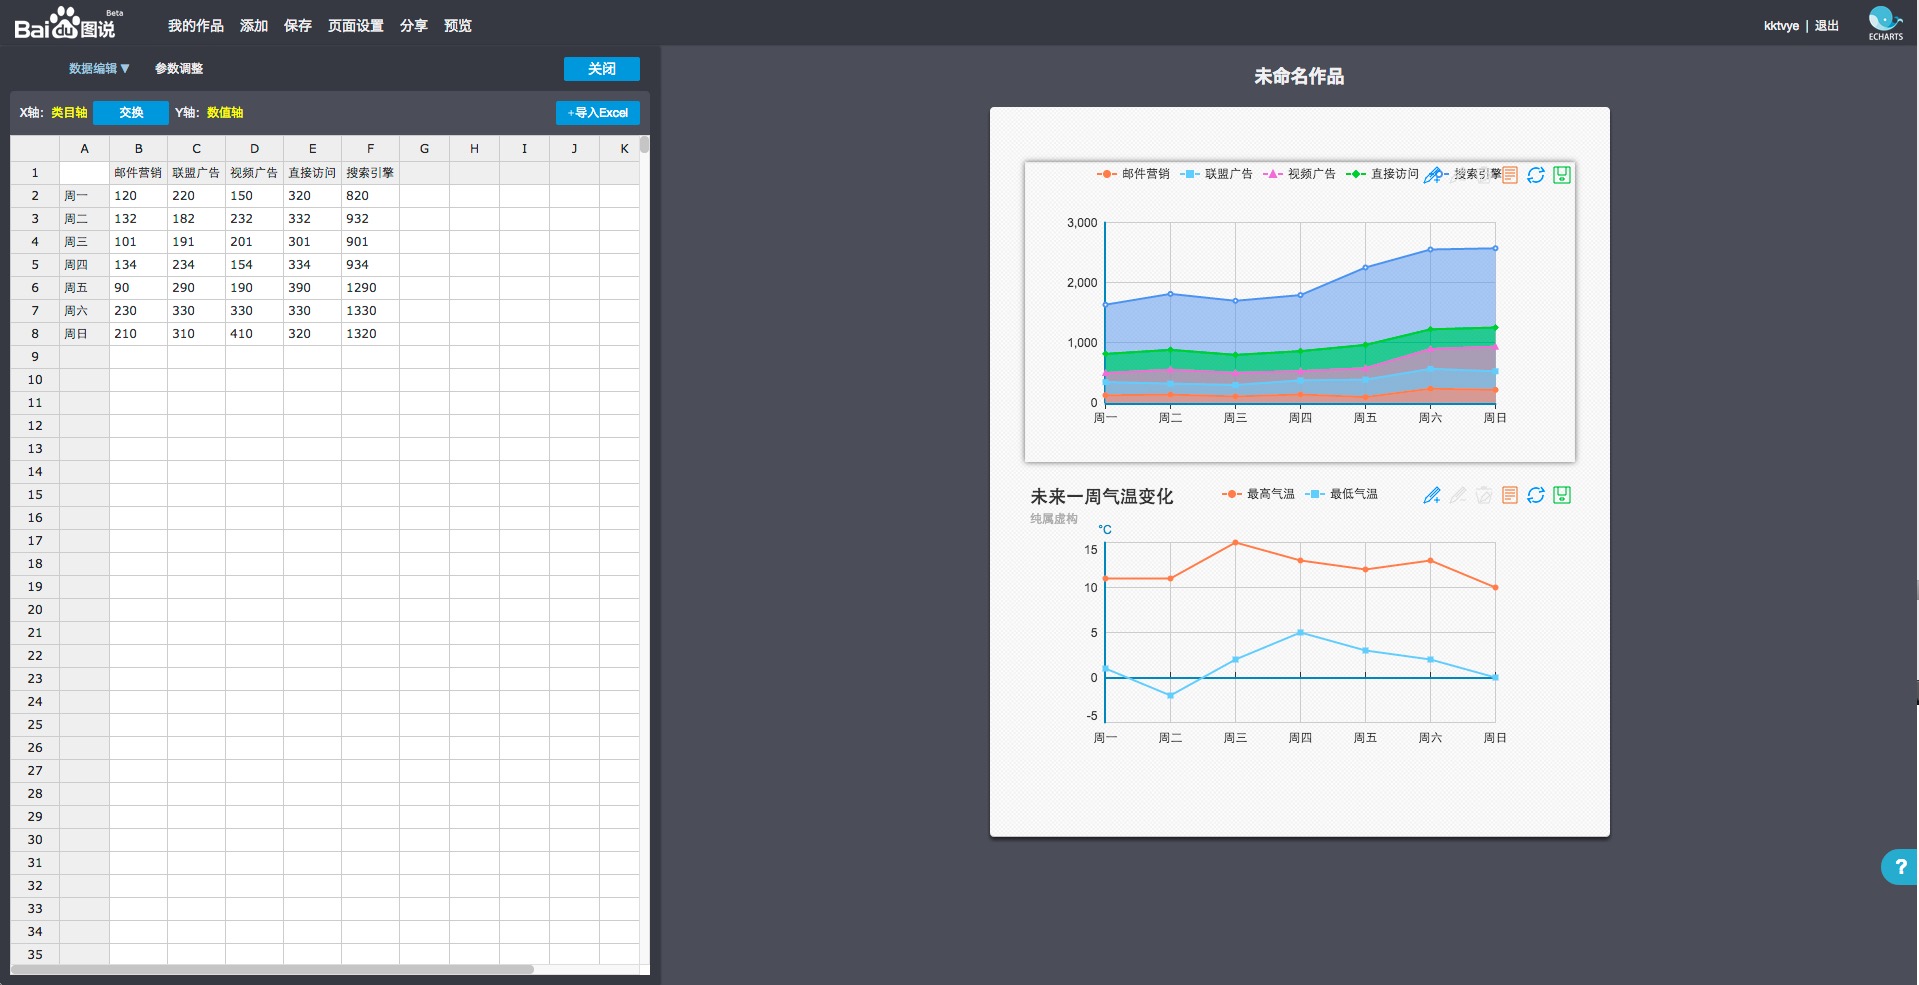 Baidu图说 Beta
我的作品 添加 保存 页面设置 分享 预览
kktvye | 退出
ECHARTS
数据编辑▼ 参数调整 关闭
X轴: 类目轴 交换 Y轴: 数值轴 +导入Excel
A B C D E F G H I J K
1 邮件营销 联盟广告 视频广告 直接访问 搜索引擎
2 周一 120 220 150 320 820
3 周二 132 182 232 332 932
4 周三 101 191 201 301 901
5 周四 134 234 154 334 934
6 周五 90 290 190 390 1290
7 周六 230 330 330 330 1330
8 周日 210 310 410 320 1320
9
10
11
12
13
14
15
16
17
18
19
20
21
22
23
24
25
26
27
28
29
30
31
32
33
34
35
未命名作品
邮件营销 联盟广告 视频广告 直接访问 搜索引擎
3,000
2,000
1,000
0
周一 周二 周三 周四 周五 周六 周日
未来一周气温变化
纯属虚构
最高气温 最低气温
°C
15
10
5
0
-5
周一 周二 周三 周四 周五 周六 周日
?